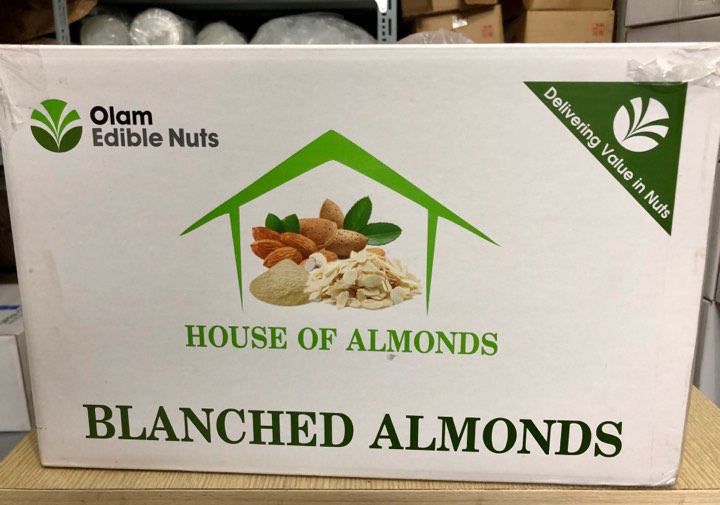 Olam
Edible Nuts
Delivering Value in Nuts
HOUSE OF ALMONDS
BLANCHED ALMONDS